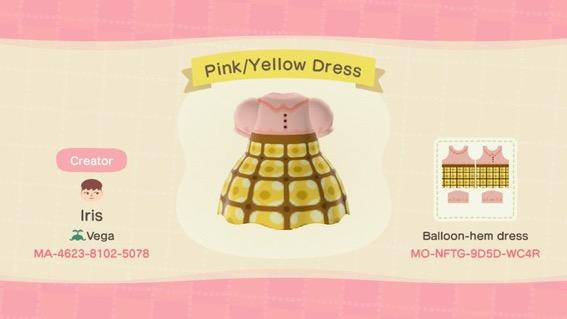 Pink/Yellow Dress
Creator
Iris
Vega
MA-4623-8102-5078
Balloon-hem dress
MO-NFTG-9D5D-WC4R